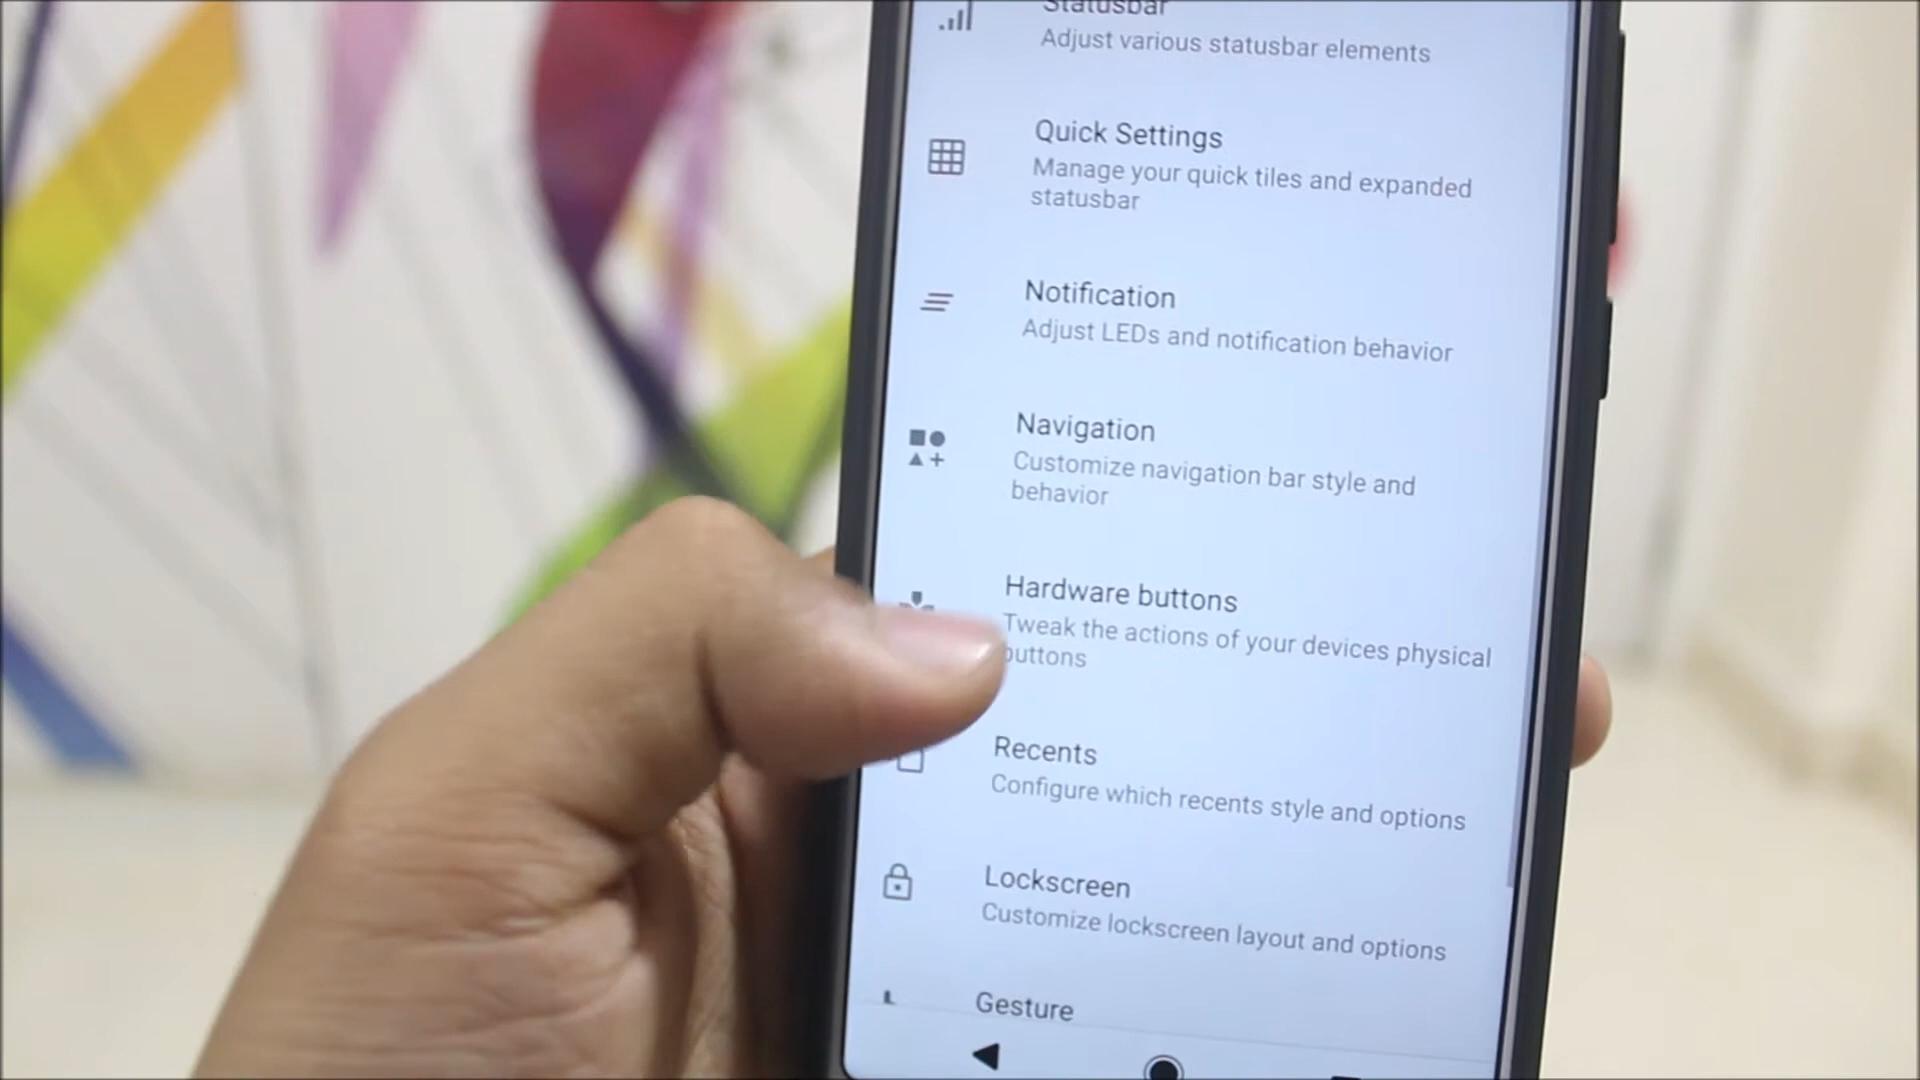 Statusbar
Adjust various statusbar elements
Quick Settings
Manage your quick tiles and expanded
statusbar
Notification
Adjust LEDs and notification behavior
Navigation
Customize navigation bar style and
behavior
Hardware buttons
Tweak the actions of your devices physical
buttons
Recents
Configure which recents style and options
Lockscreen
Customize lockscreen layout and options
Gesture